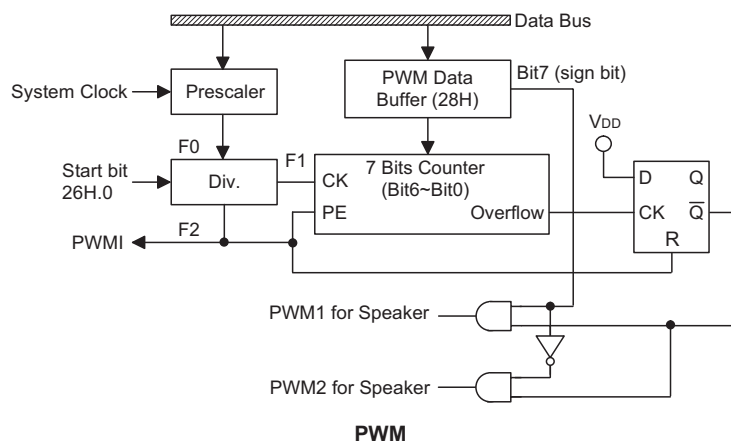 Data Bus
System Clock
Prescaler
PWM Data
Buffer (28H)
Bit7 (sign bit)
VDD
F0
F1
Start bit
26H.0
Div.
7 Bits Counter
(Bit6~Bit0)
CK
PE
Overflow
D
Q
CK
Q
R
PWMI
F2
PWM1 for Speaker
PWM2 for Speaker
PWM